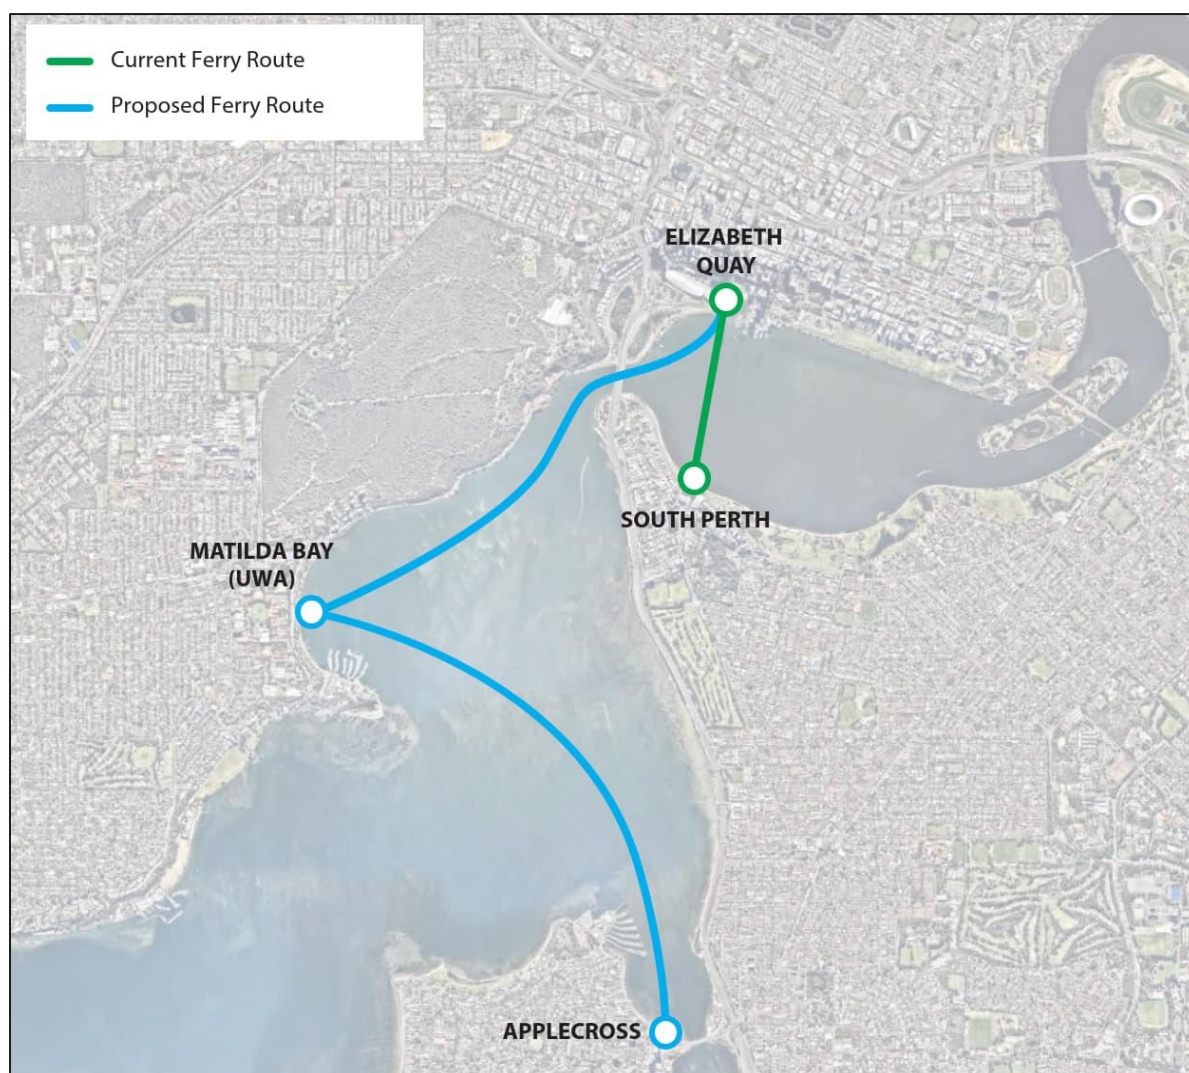 Current Ferry Route
Proposed Ferry Route
ELIZABETH
QUAY
SOUTH PERTH
MATILDA BAY
(UWA)
APPLECROSS